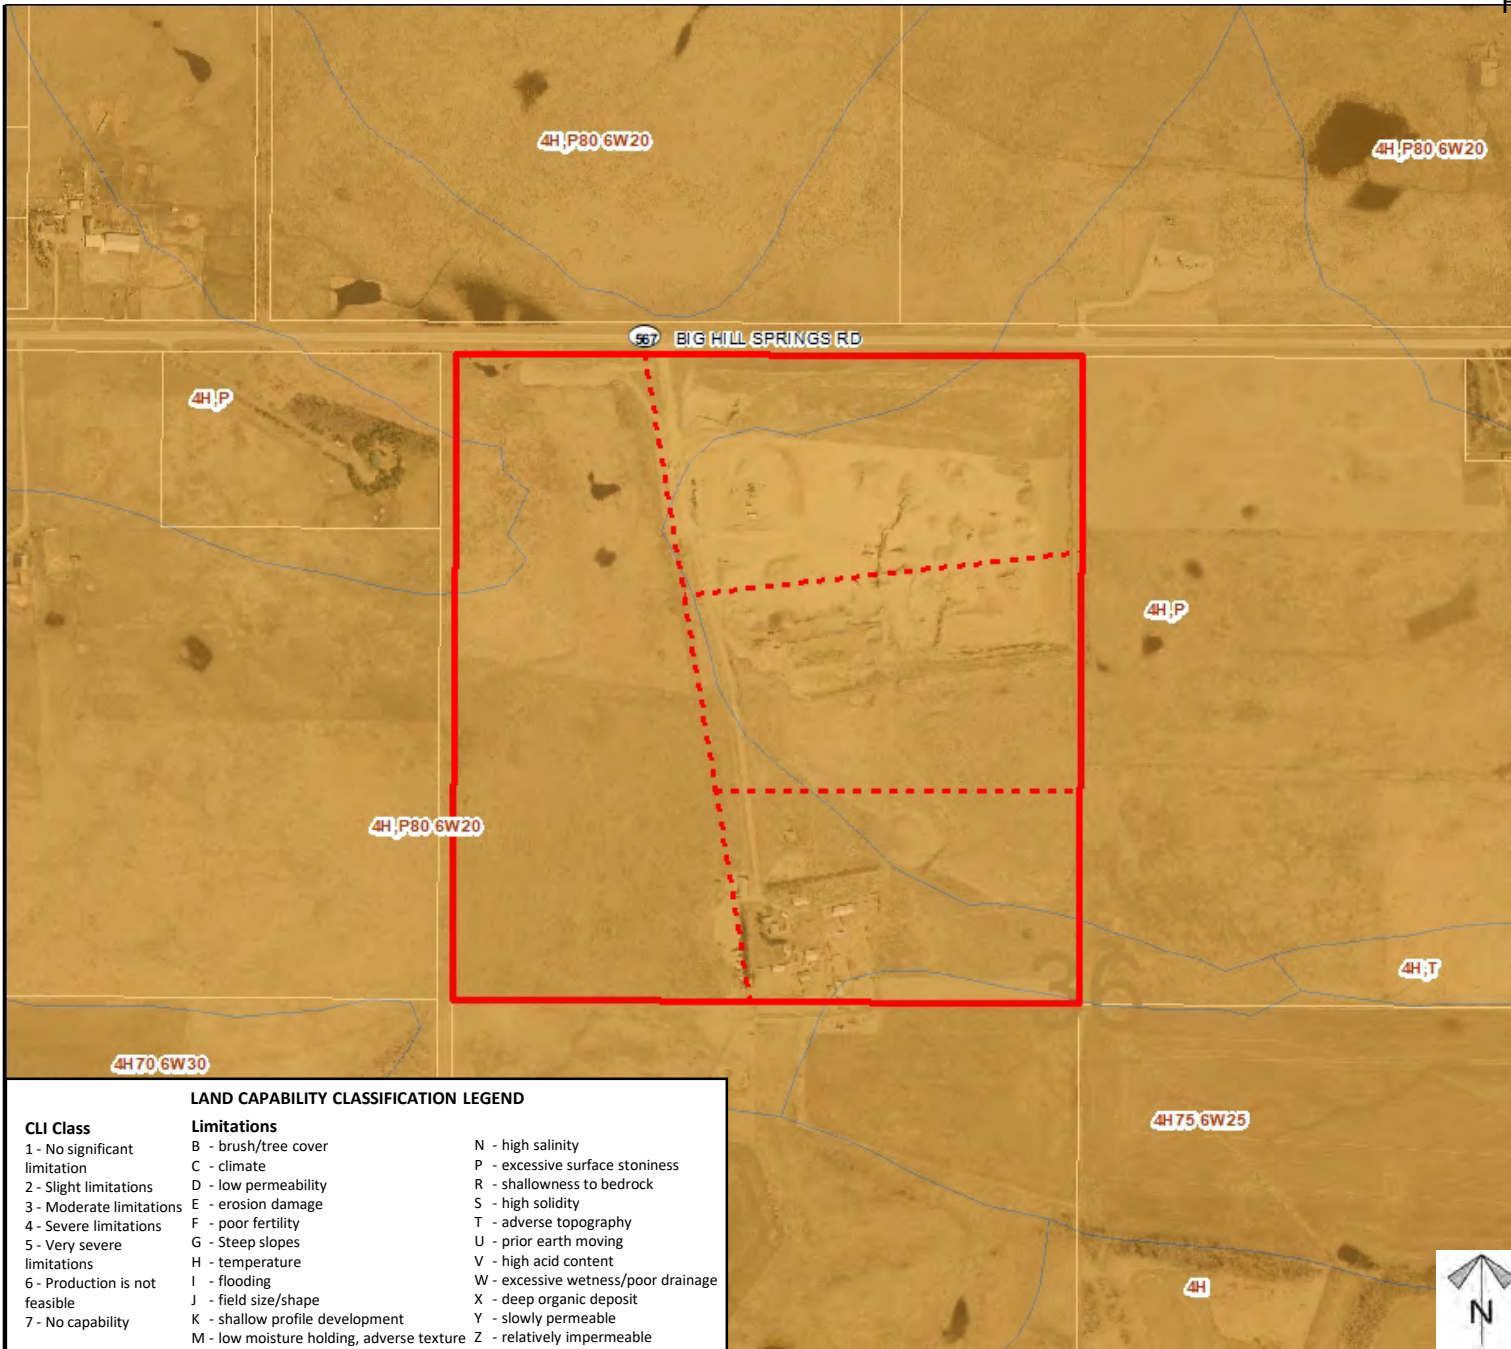 4H,P80 6W20
4H,P80 6W20
567 BIG HILL SPRINGS RD
4H,P
4H,P
4H,P80 6W20
36
4H,T
4H70 6W30
4H75 6W25
4H
N
LAND CAPABILITY CLASSIFICATION LEGEND
CLI Class
1 - No significant
limitation
2 - Slight limitations
3 - Moderate limitations
4 - Severe limitations
5 - Very severe
limitations
6 - Production is not
feasible
7 - No capability
Limitations
B - brush/tree cover
C - climate
D - low permeability
E - erosion damage
F - poor fertility
G - Steep slopes
H - temperature
I - flooding
J - field size/shape
K - shallow profile development
M - low moisture holding, adverse texture
N - high salinity
P - excessive surface stoniness
R - shallowness to bedrock
S - high solidity
T - adverse topography
U - prior earth moving
V - high acid content
W - excessive wetness/poor drainage
X - deep organic deposit
Y - slowly permeable
Z - relatively impermeable